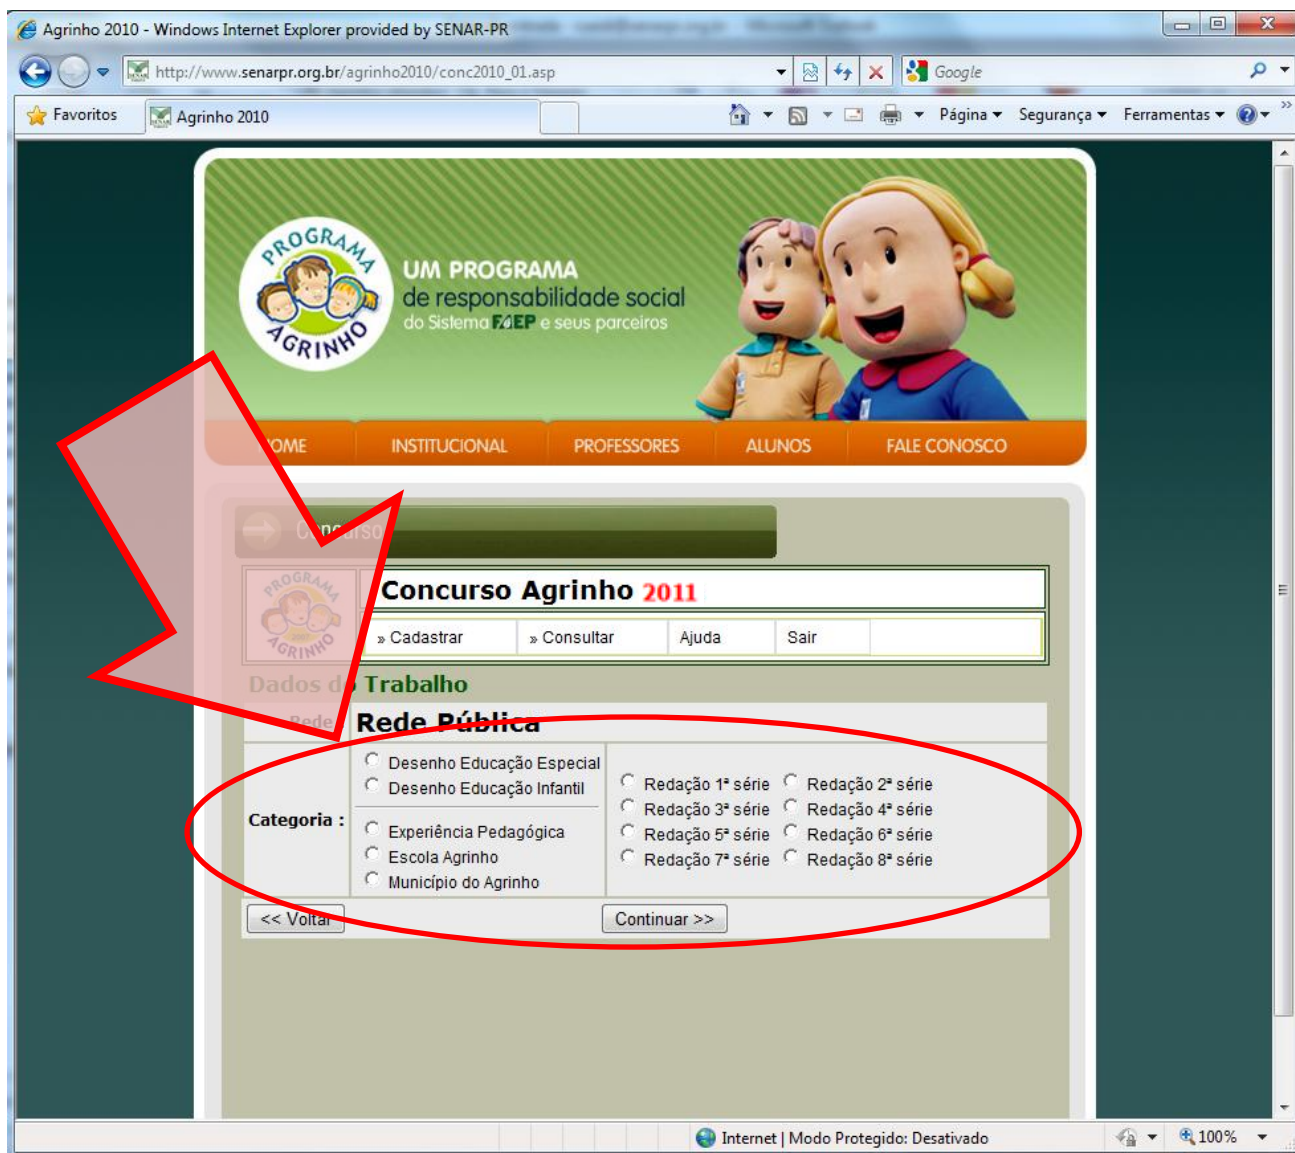 Agrinho 2010 - Windows Internet Explorer provided by SENAR-PR
http://www.senarpr.org.br/agrinho2010/conc2010_01.asp
Google
Favoritos
Agrinho 2010
Página
Segurança
Ferramentas
PROGRAMA
AGRINHO
UM PROGRAMA
de responsabilidade social
do Sistema FAEP e seus parceiros
HOME
INSTITUCIONAL
PROFESSORES
ALUNOS
FALE CONOSCO
Concurso
PROGRAMA
2007
AGRINHO
Concurso Agrinho 2011
» Cadastrar
» Consultar
Ajuda
Sair
Dados do Trabalho
Rede
Rede Pública
Categoria :
Desenho Educação Especial
Desenho Educação Infantil
Experiência Pedagógica
Escola Agrinho
Município do Agrinho
Redação 1ª série Redação 2ª série
Redação 3ª série Redação 4ª série
Redação 5ª série Redação 6ª série
Redação 7ª série Redação 8ª série
<< Voltar
Continuar >>
Internet | Modo Protegido: Desativado
100%